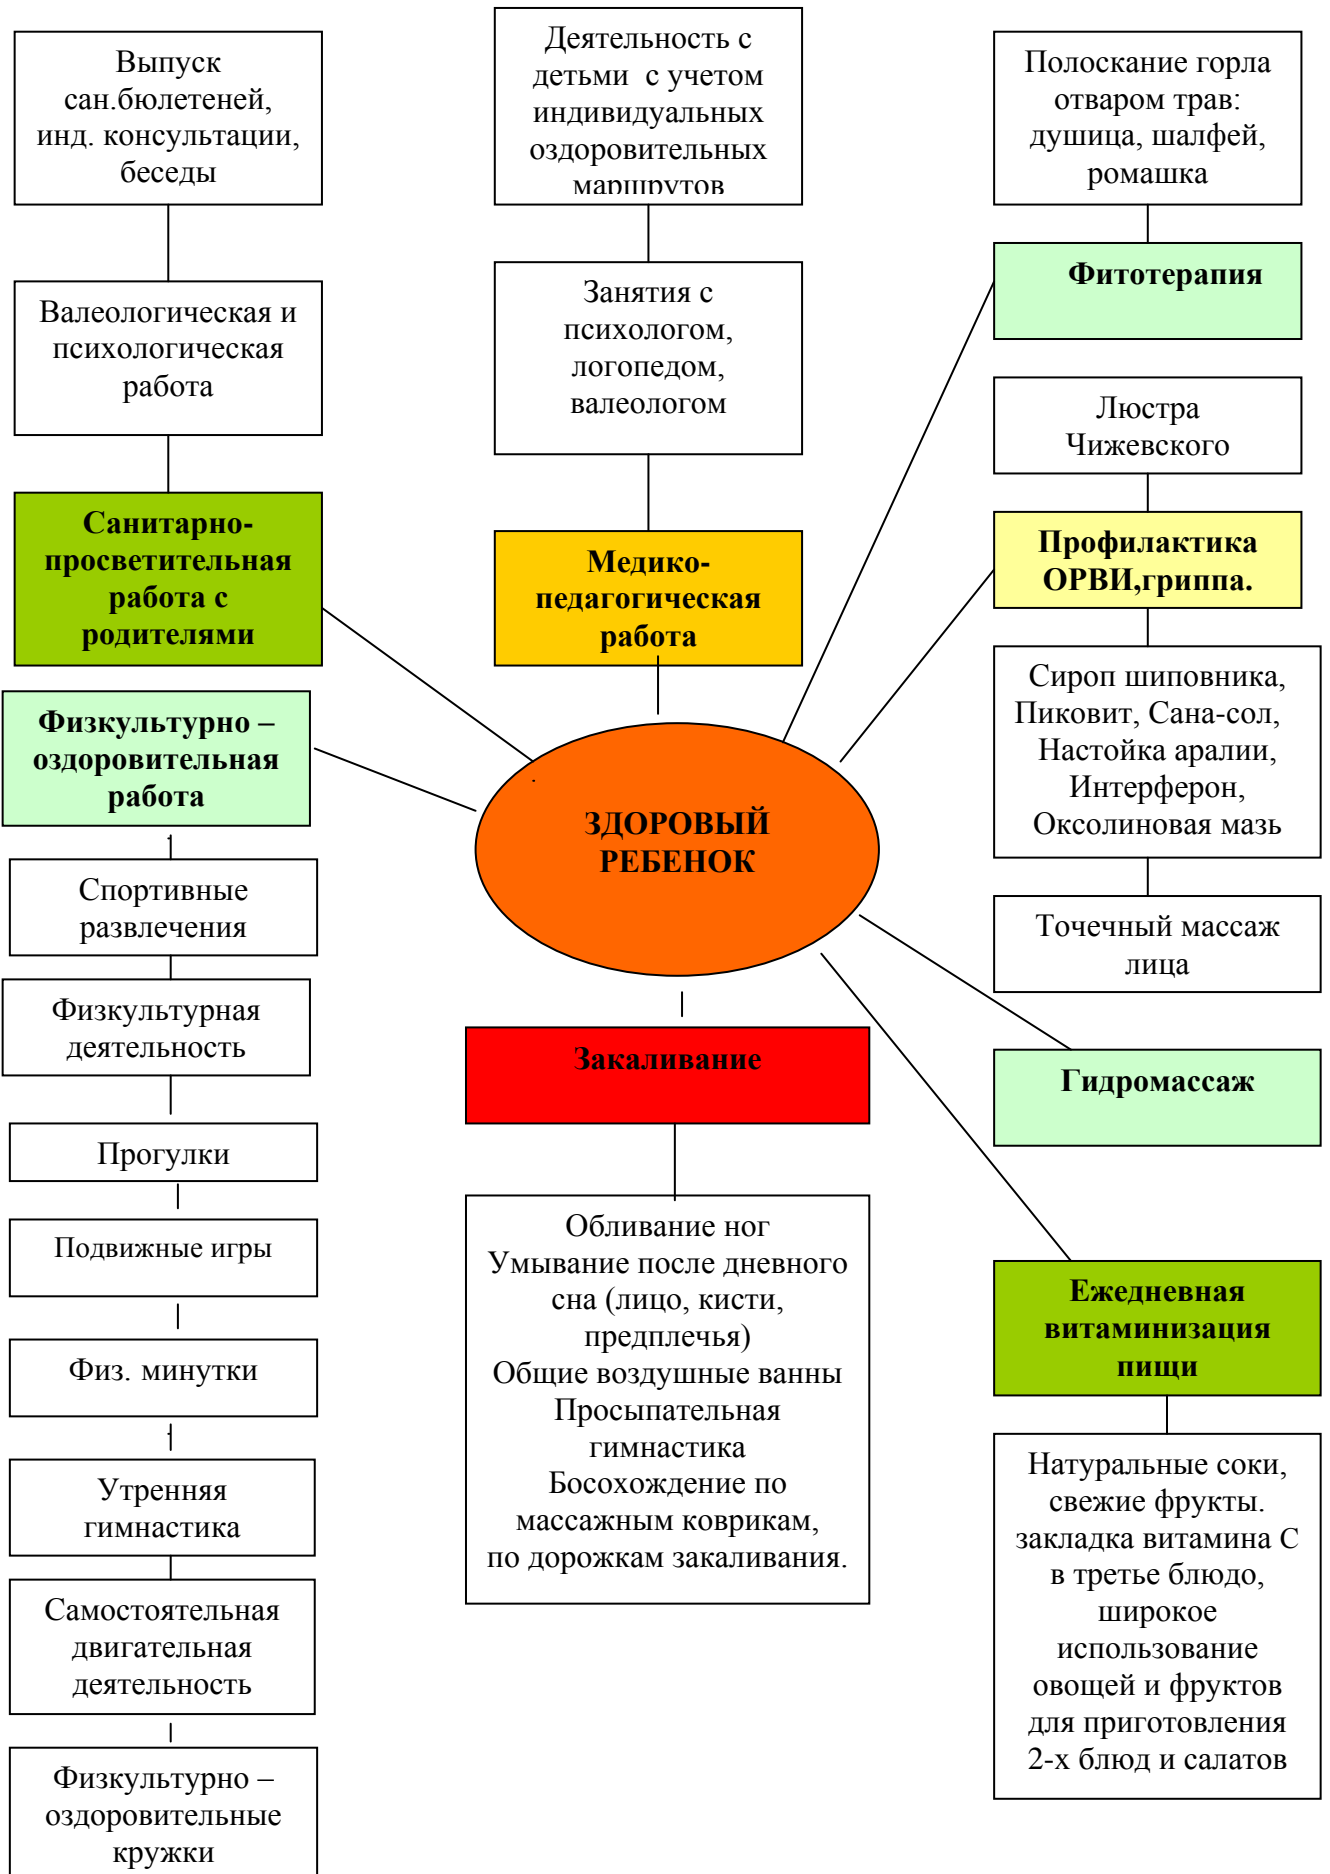 Выпуск
сан.бюлетеней,
инд. консультации,
беседы
Валеологическая и
психологическая
работа
Санитарно-
просветительная
работа с
родителями
Физкультурно –
оздоровительная
работа
Спортивные
развлечения
Физкультурная
деятельность
Прогулки
Подвижные игры
Физ. минутки
Утренняя
гимнастика
Самостоятельная
двигательная
деятельность
Физкультурно –
оздоровительные
кружки
Деятельность с
детьми  с учетом
индивидуальных
оздоровительных
маршрутов
Занятия с
психологом,
логопедом,
валеологом
Медико-
педагогическая
работа
ЗДОРОВЫЙ
РЕБЕНОК
Закаливание
Обливание ног
Умывание после дневного
сна (лицо, кисти,
предплечья)
Общие воздушные ванны
Просыпательная
гимнастика
Босохождение по
массажным коврикам,
по дорожкам закаливания.
Полоскание горла
отваром трав:
душица, шалфей,
ромашка
Фитотерапия
Люстра
Чижевского
Профилактика
ОРВИ,гриппа.
Сироп шиповника,
Пиковит, Сана-сол,
Настойка аралии,
Интерферон,
Оксолиновая мазь
Точечный массаж
лица
Гидромассаж
Ежедневная
витаминизация
пищи
Натуральные соки,
свежие фрукты.
закладка витамина С
в третье блюдо,
широкое
использование
овощей и фруктов
для приготовления
2-х блюд и салатов